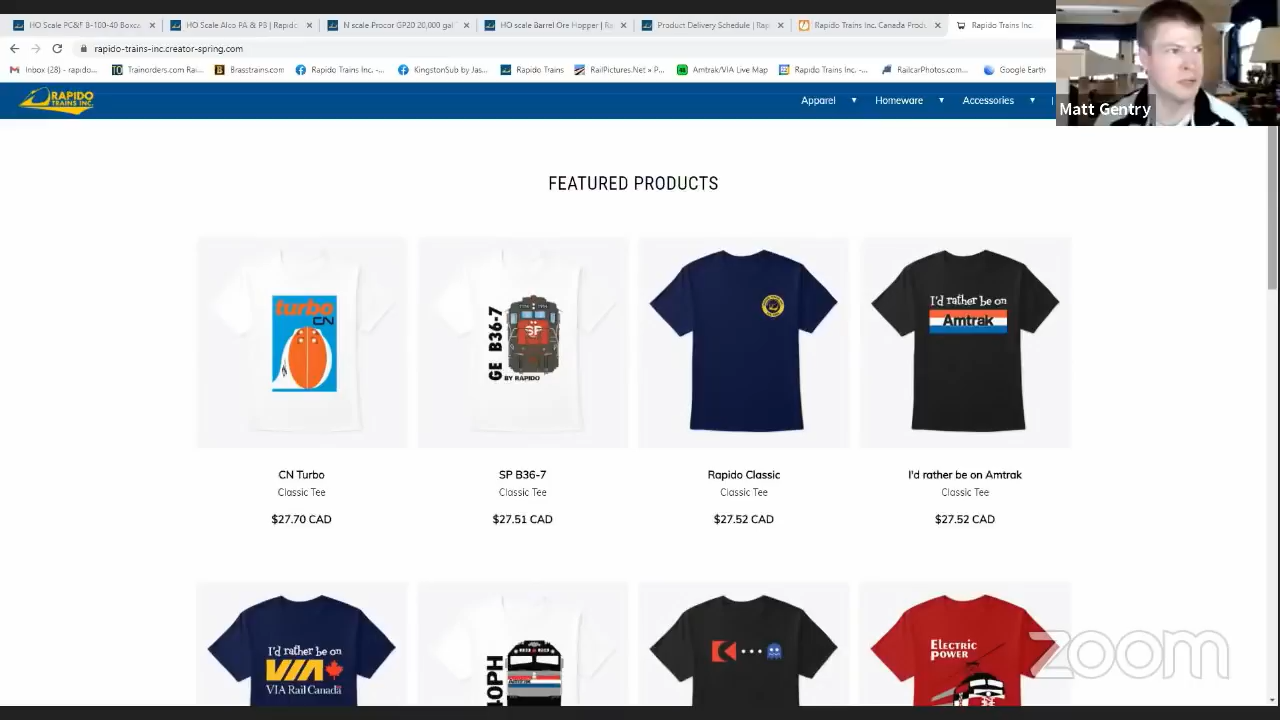 HO Scale PC&F B-100-40 Boxca
HO Scale Alco PA & PB | Rapido
N scale Procor GP20 20,000 gal
HO scale Barrel Ore Hopper | Ra
Product Delivery Schedule | Rap
Rapido Trains Inc. Canada Produ
Rapido Trains Inc.
rapido-trains-inc.creator-spring.com
Inbox (28) - rapido...
Trainorders.com Rai...
Brasstrains.com
Rapido Trains Inc. -...
KingstonSub by Jas...
Rapido Trains
RailPictures.Net » P...
Amtrak/VIA Live Map
Rapido Trains Inc. -...
RailcarPhotos.com...
Google Earth
RAPIDO
TRAINS INC.
Apparel
Homeware
Accessories
Matt Gentry
FEATURED PRODUCTS
turbo
CN
GE B36-7
BY RAPIDO
I'd rather be on
Amtrak
CN Turbo
Classic Tee
$27.70 CAD
SP B36-7
Classic Tee
$27.51 CAD
Rapido Classic
Classic Tee
$27.52 CAD
I'd rather be on Amtrak
Classic Tee
$27.52 CAD
I'd rather be on
VIA
VIA Rail Canada
40PH
Amtrak
ELECTRIC
POWER
zoom